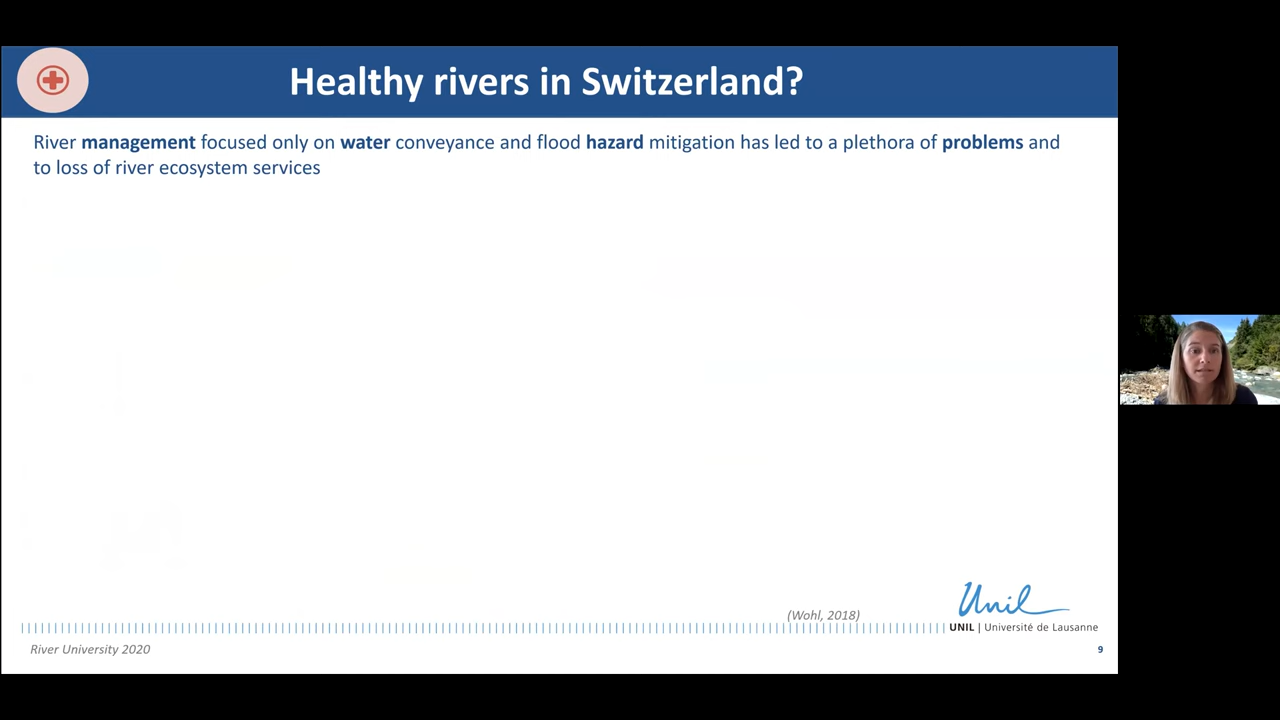 Healthy rivers in Switzerland?
River management focused only on water conveyance and flood hazard mitigation has led to a plethora of problems and
to loss of river ecosystem services
(Wohl, 2018)
Unil
UNIL | Université de Lausanne
River University 2020
9